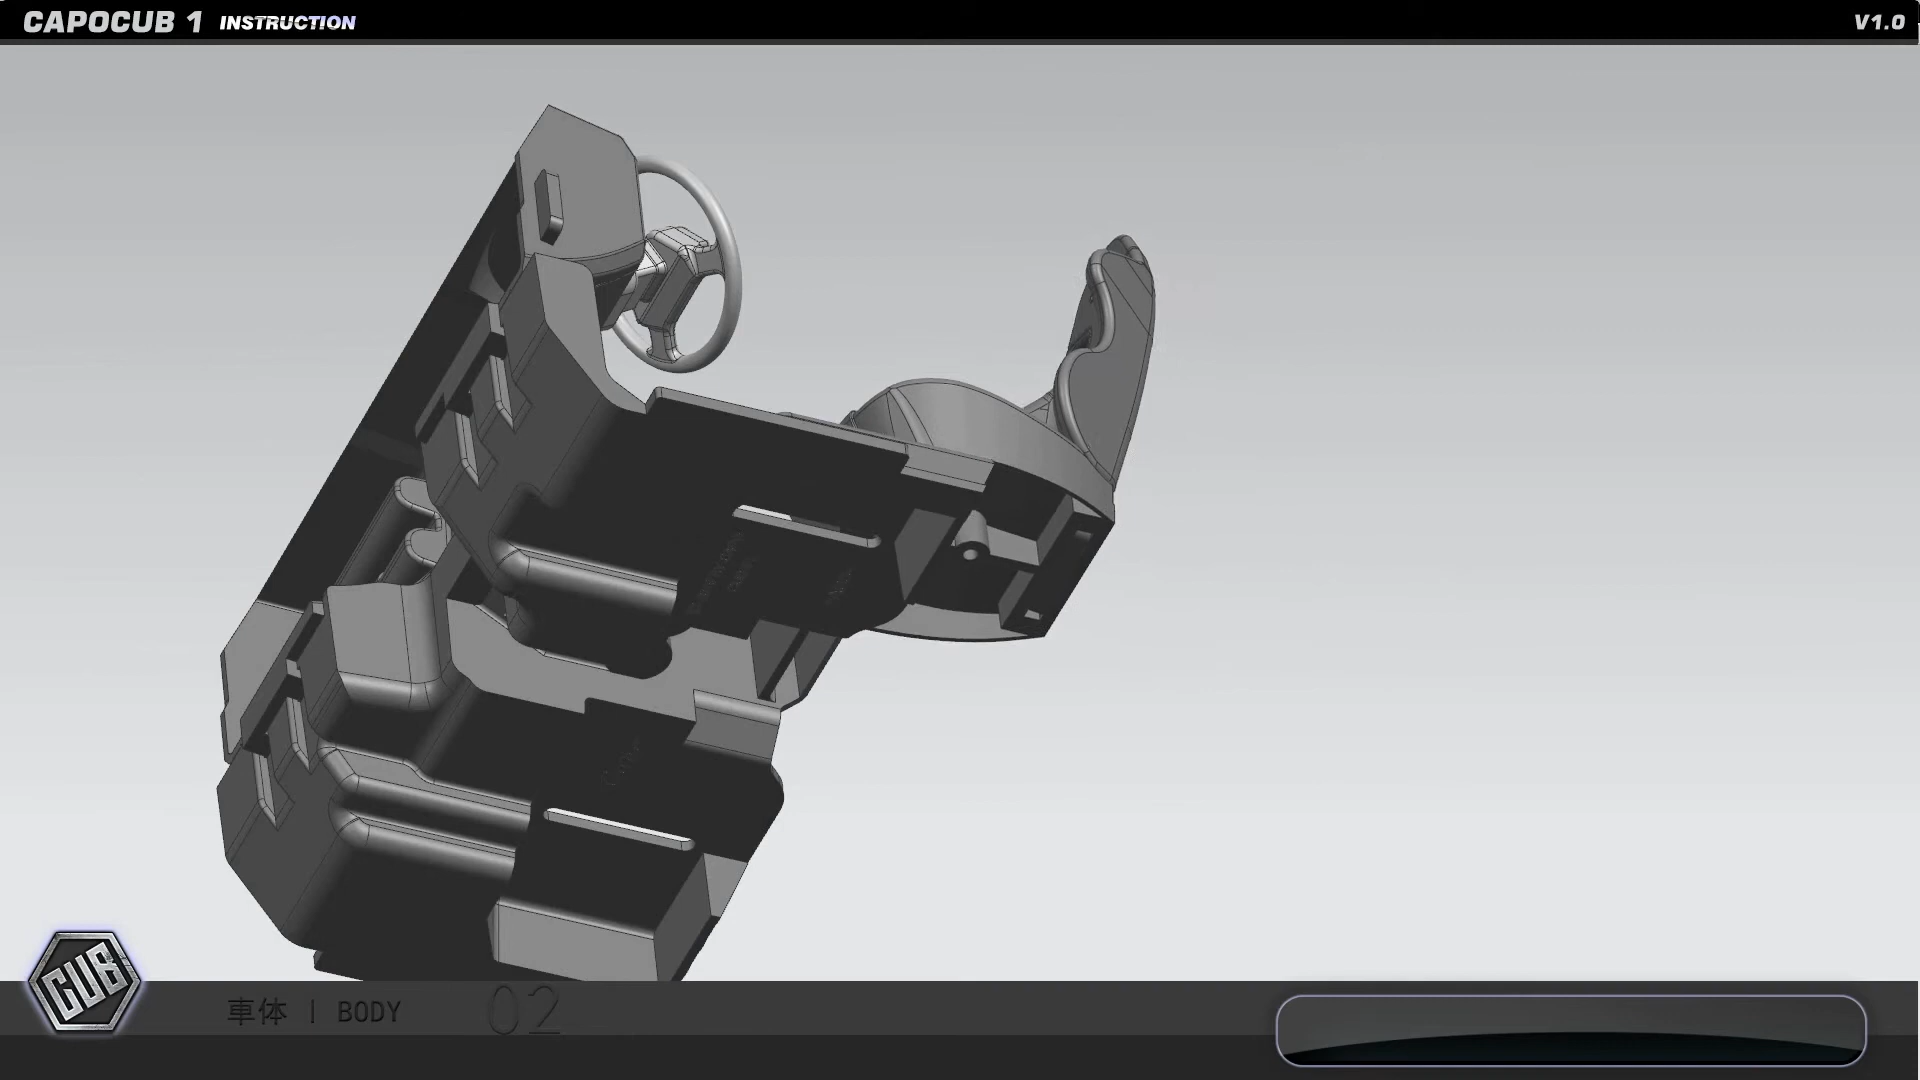 CAPOCUB 1 INSTRUCTION
V1.0
CUB
車体 | BODY 02